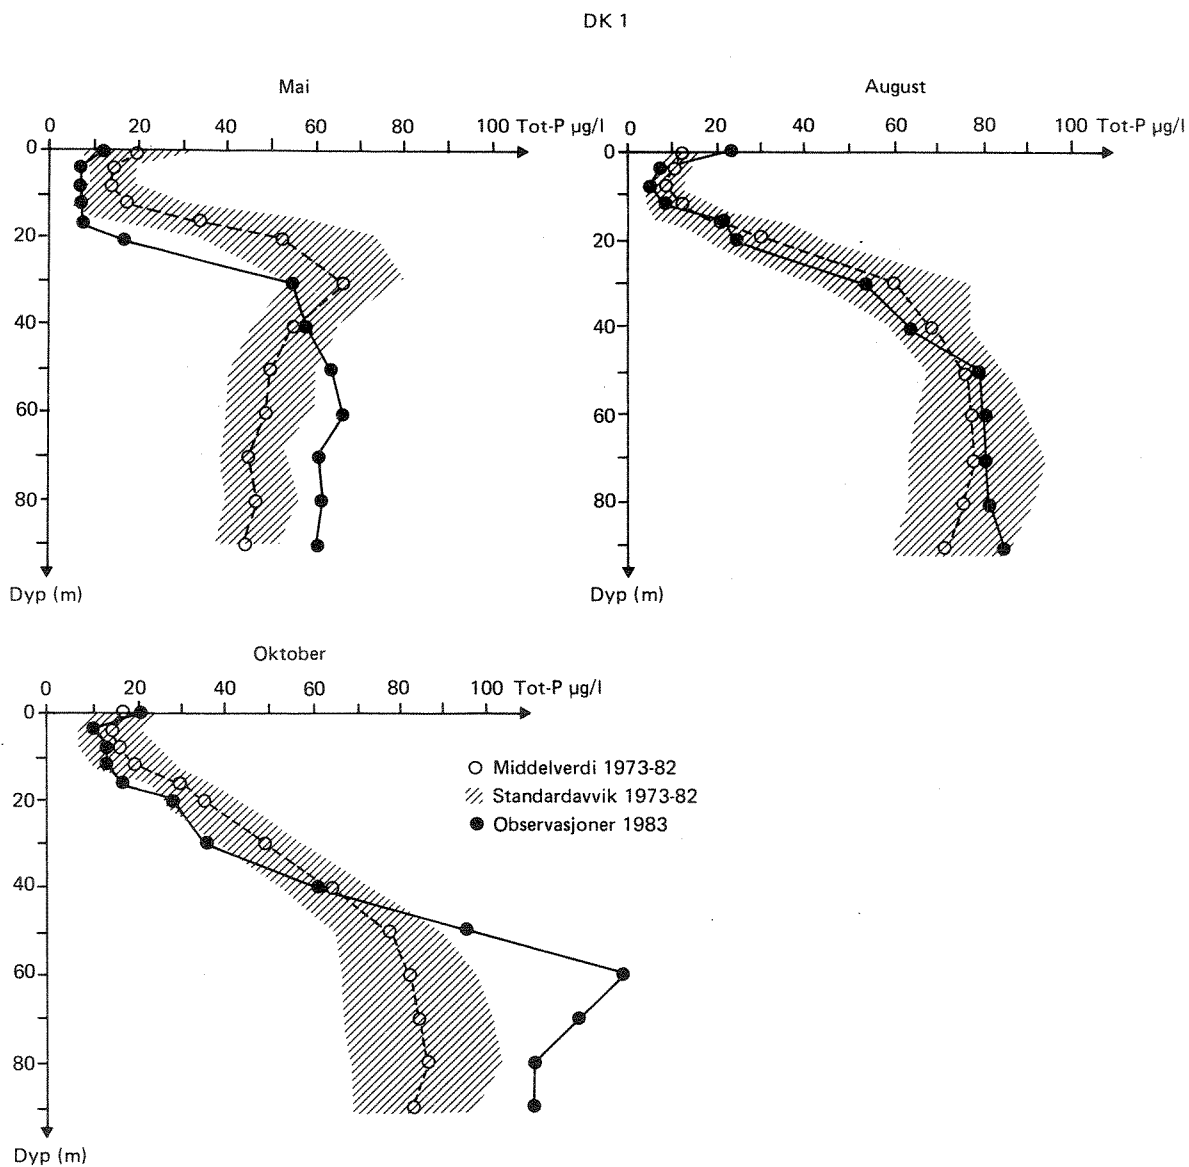 DK 1
Mai
0 20 40 60 80 100 Tot-P µg/l
0
20
40
60
80
Dyp (m)
August
0 20 40 60 80 100 Tot-P µg/l
0
20
40
60
80
Dyp (m)
Oktober
0 20 40 60 80 100 Tot-P µg/l
0
20
40
60
80
Dyp (m)
Middelverdi 1973-82
Standardavvik 1973-82
Observasjoner 1983